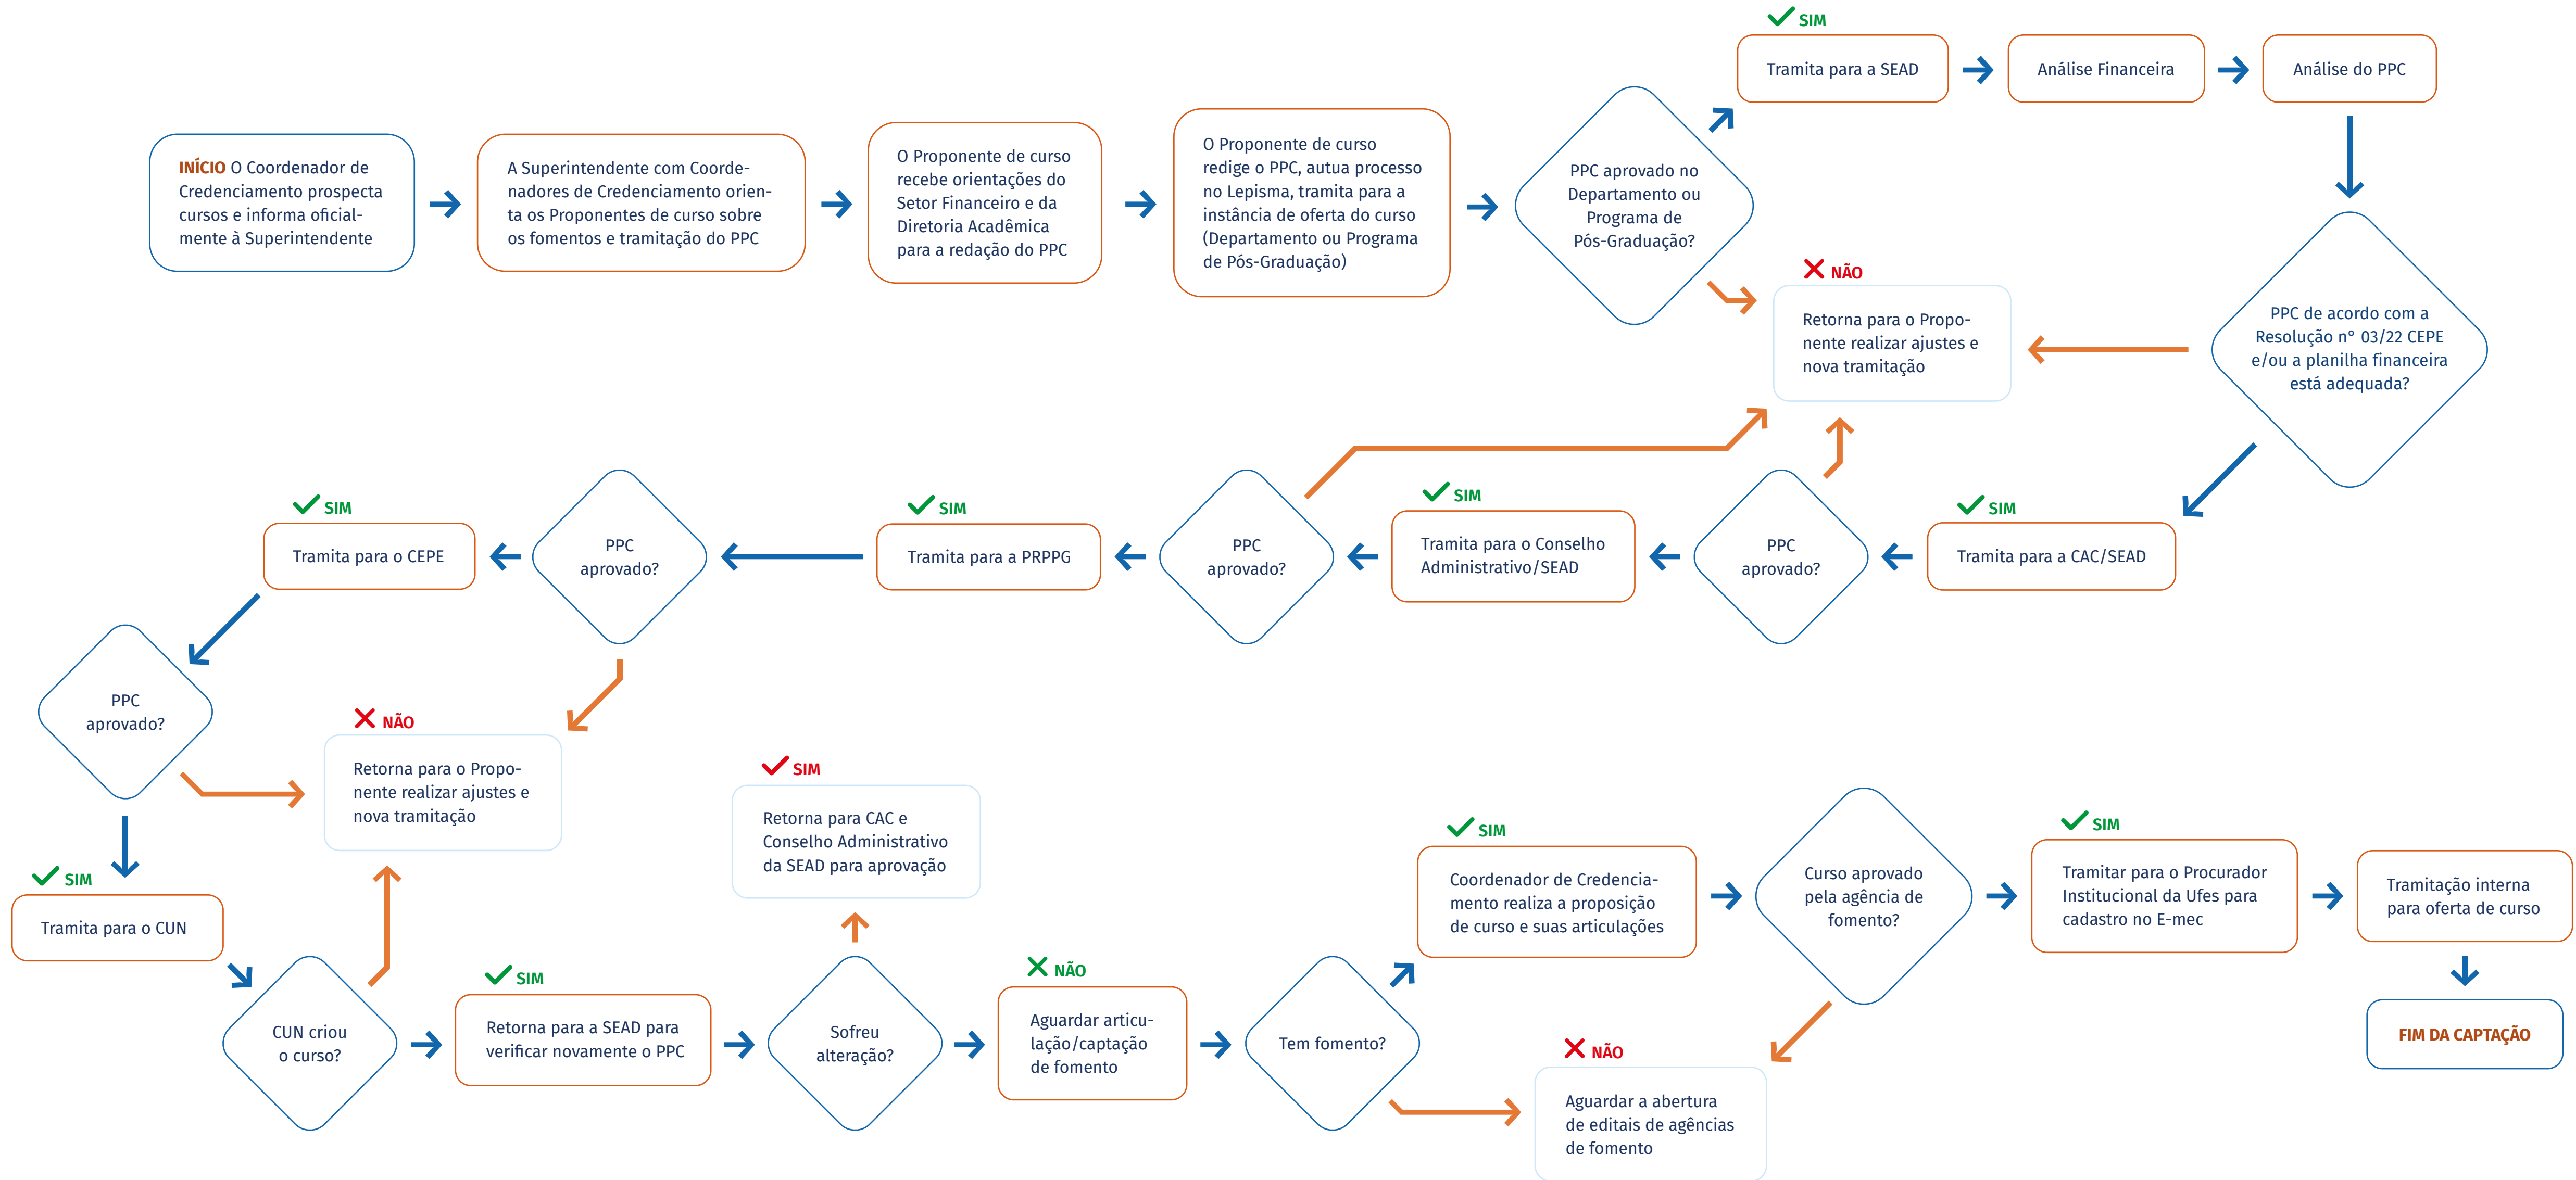 INÍCIO O Coordenador de
Credenciamento prospecta
cursos e informa oficial-
mente à Superintendente
A Superintendente com Coorde-
nadores de Credenciamento orien-
ta os Proponentes de curso sobre
os fomentos e tramitação do PPC
O Proponente de curso
recebe orientações do
Setor Financeiro e da
Diretoria Acadêmica
para a redação do PPC
O Proponente de curso
redige o PPC, autua processo
no Lepisma, tramita para a
instância de oferta do curso
(Departamento ou Programa
de Pós-Graduação)
PPC aprovado no
Departamento ou
Programa de
Pós-Graduação?
SIM
Tramita para a SEAD
Análise Financeira
Análise do PPC
NÃO
Retorna para o Propo-
nente realizar ajustes e
nova tramitação
PPC de acordo com a
Resolução n° 03/22 CEPE
e/ou a planilha financeira
está adequada?
SIM
Tramita para a CAC/SEAD
PPC
aprovado?
SIM
Tramita para o Conselho
Administrativo/SEAD
PPC
aprovado?
SIM
Tramita para a PRPPG
PPC
aprovado?
SIM
Tramita para o CEPE
PPC
aprovado?
NÃO
Retorna para o Propo-
nente realizar ajustes e
nova tramitação
SIM
Tramita para o CUN
CUN criou
o curso?
SIM
Retorna para a SEAD para
verificar novamente o PPC
Sofreu
alteração?
SIM
Retorna para CAC e
Conselho Administrativo
da SEAD para aprovação
NÃO
Aguardar articu-
lação/captação
de fomento
Tem fomento?
SIM
Coordenador de Credencia-
mento realiza a proposição
de curso e suas articulações
NÃO
Aguardar a abertura
de editais de agências
de fomento
Curso aprovado
pela agência de
fomento?
SIM
Tramitar para o Procurador
Institucional da Ufes para
cadastro no E-mec
Tramitação interna
para oferta de curso
FIM DA CAPTAÇÃO